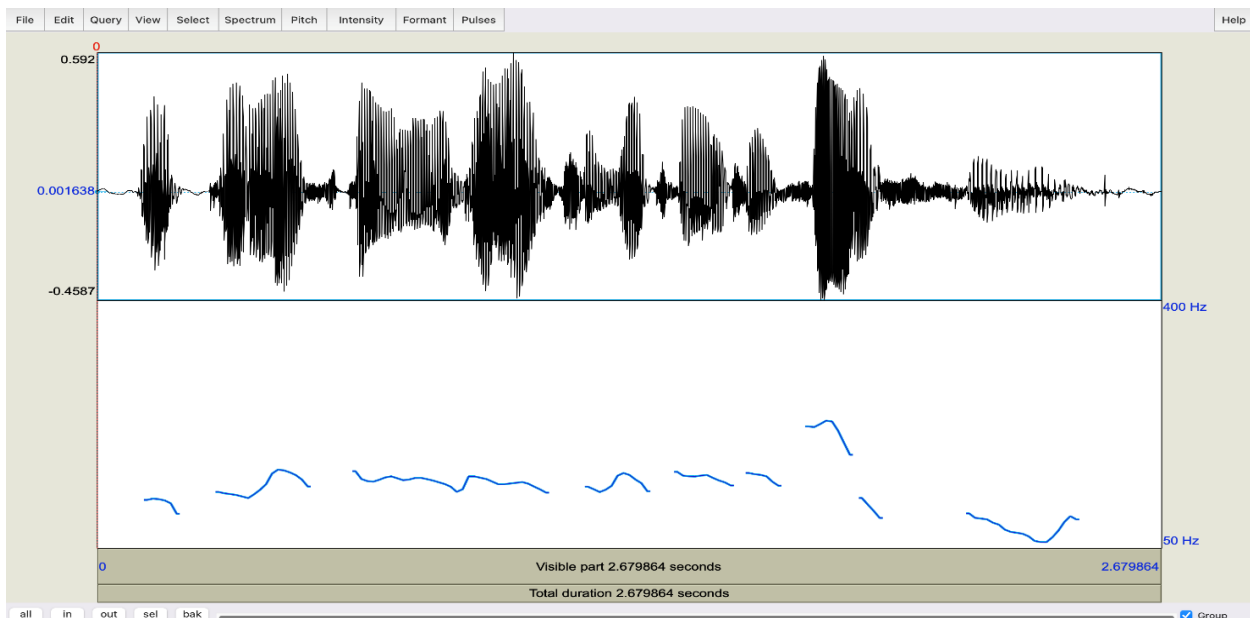 File Edit Query View Select Spectrum Pitch Intensity Formant Pulses Help
0
0.592
0.001638
-0.4587
400 Hz
50 Hz
0 Visible part 2.679864 seconds 2.679864
Total duration 2.679864 seconds
all in out sel bak Group